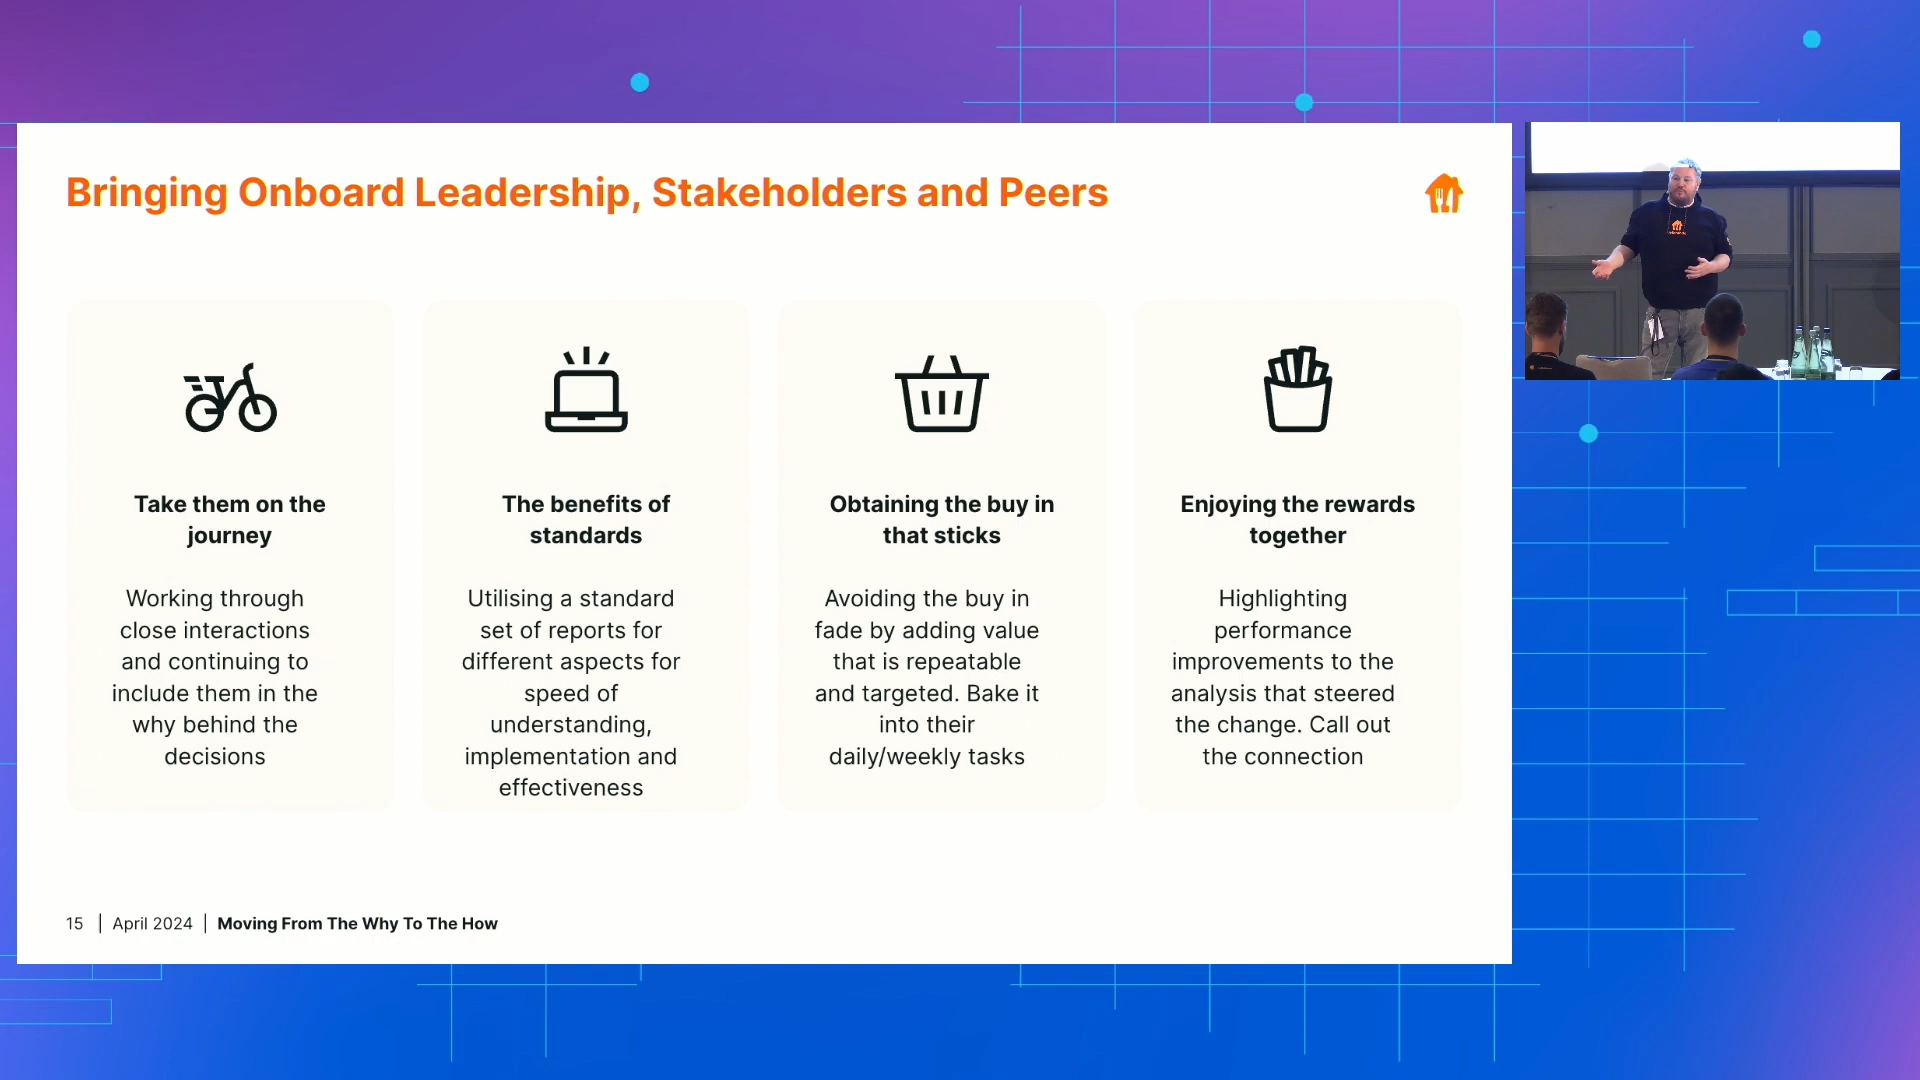 Bringing Onboard Leadership, Stakeholders and Peers
Take them on the
journey
Working through
close interactions
and continuing to
include them in the
why behind the
decisions
The benefits of
standards
Utilising a standard
set of reports for
different aspects for
speed of
understanding,
implementation and
effectiveness
Obtaining the buy in
that sticks
Avoiding the buy in
fade by adding value
that is repeatable
and targeted. Bake it
into their
daily/weekly tasks
Enjoying the rewards
together
Highlighting
performance
improvements to the
analysis that steered
the change. Call out
the connection
15 | April 2024 | Moving From The Why To The How